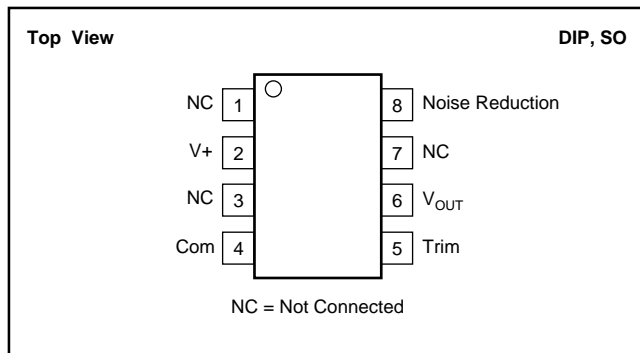 Top View DIP, SO
NC 1 8 Noise Reduction
V+ 2 7 NC
NC 3 6 VOUT
Com 4 5 Trim
NC = Not Connected